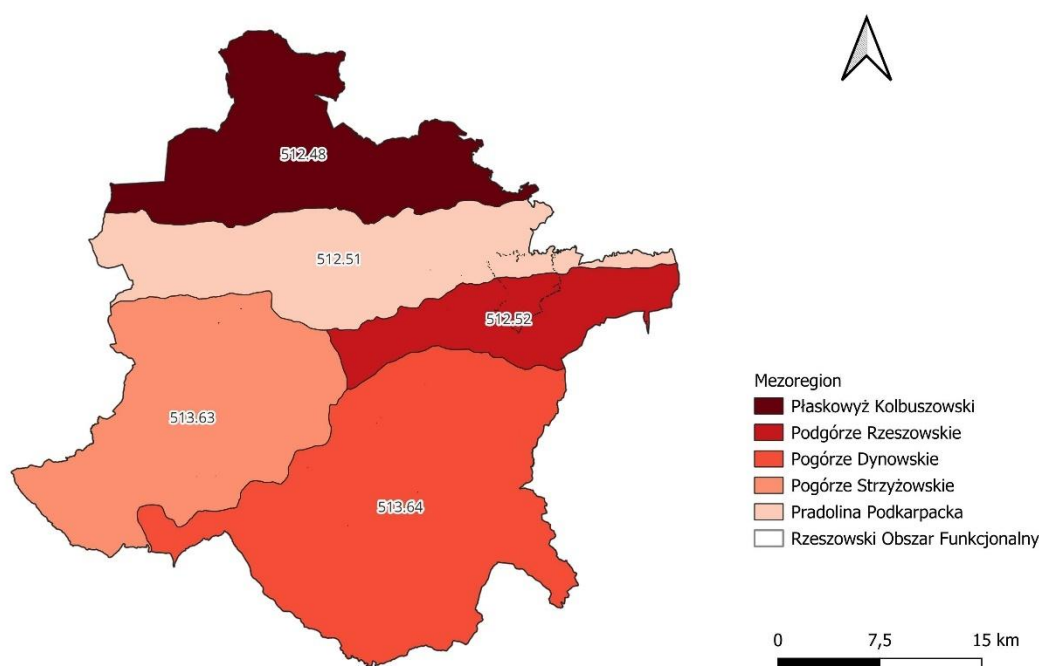 512.48
512.51
512.52
513.63
513.64
Mezoregion
Płaskowyż Kolbuszowski
Podgórze Rzeszowskie
Pogórze Dynowskie
Pogórze Strzyżowskie
Pradolina Podkarpacka
Rzeszowski Obszar Funkcjonalny
0 7,5 15 km